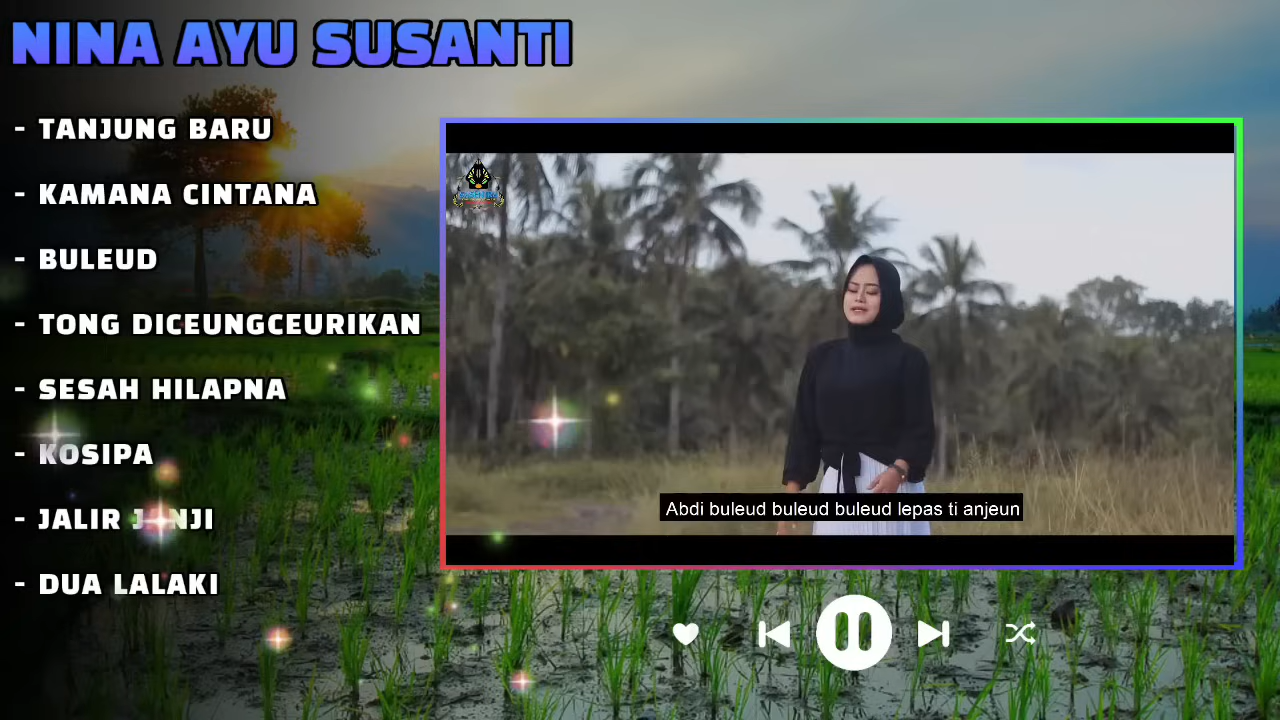 NINA AYU SUSANTI
- TANJUNG BARU
- KAMANA CINTANA
- BULEUD
- TONG DICEUNGCEURIKAN
- SESAH HILAPNA
- KOSIPA
- JALIR JANJI
- DUA LALAKI
Abdi buleud buleud buleud lepas ti anjeun